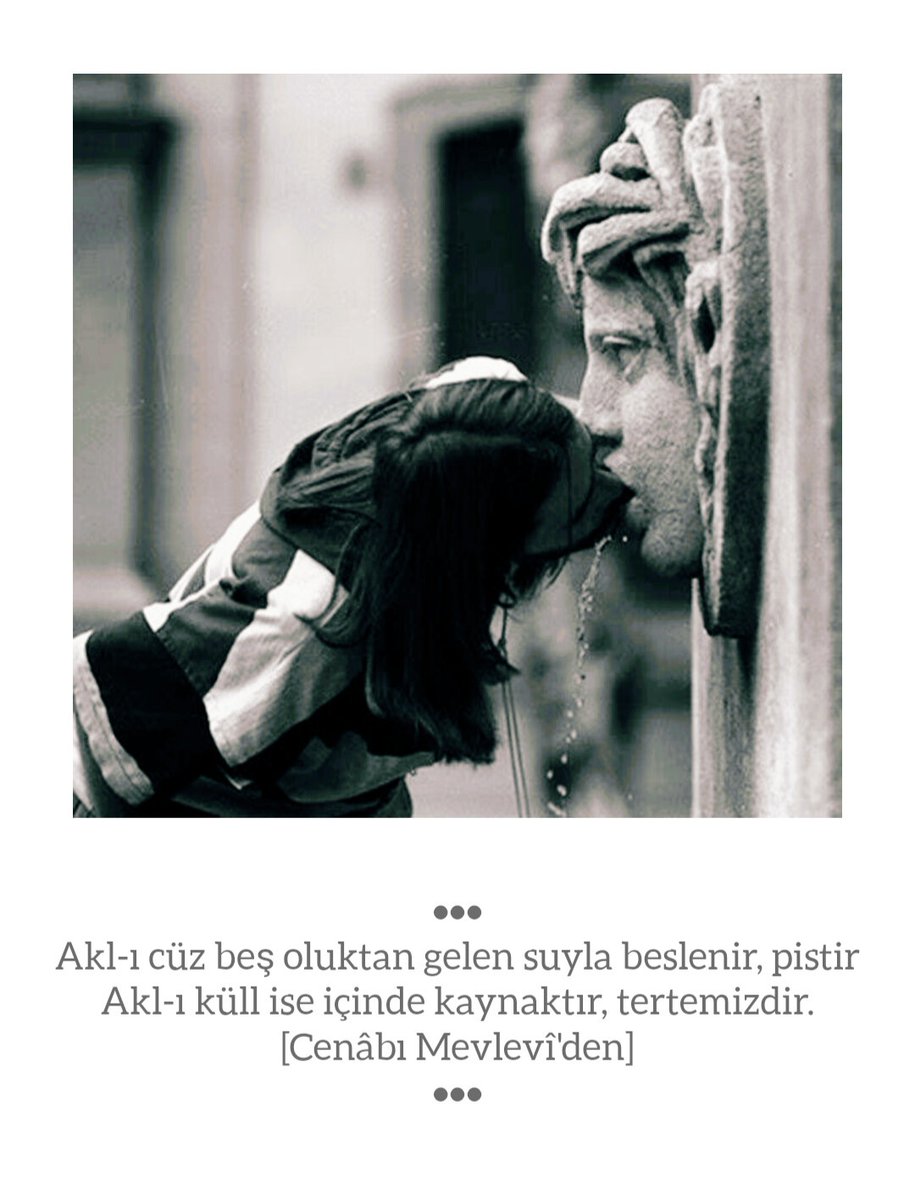 ●●●
Akl-ı cüz beş oluktan gelen suyla beslenir, pistir
Akl-ı küll ise içinde kaynaktır, tertemizdir.
[Cenâbı Mevlevî'den]
●●●